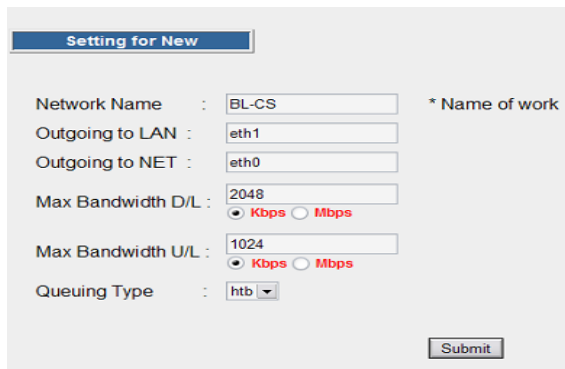 Setting for New
Network Name : BL-CS * Name of work
Outgoing to LAN : eth1
Outgoing to NET : eth0
Max Bandwidth D/L : 2048
Kbps Mbps
Max Bandwidth U/L : 1024
Kbps Mbps
Queuing Type : htb
Submit